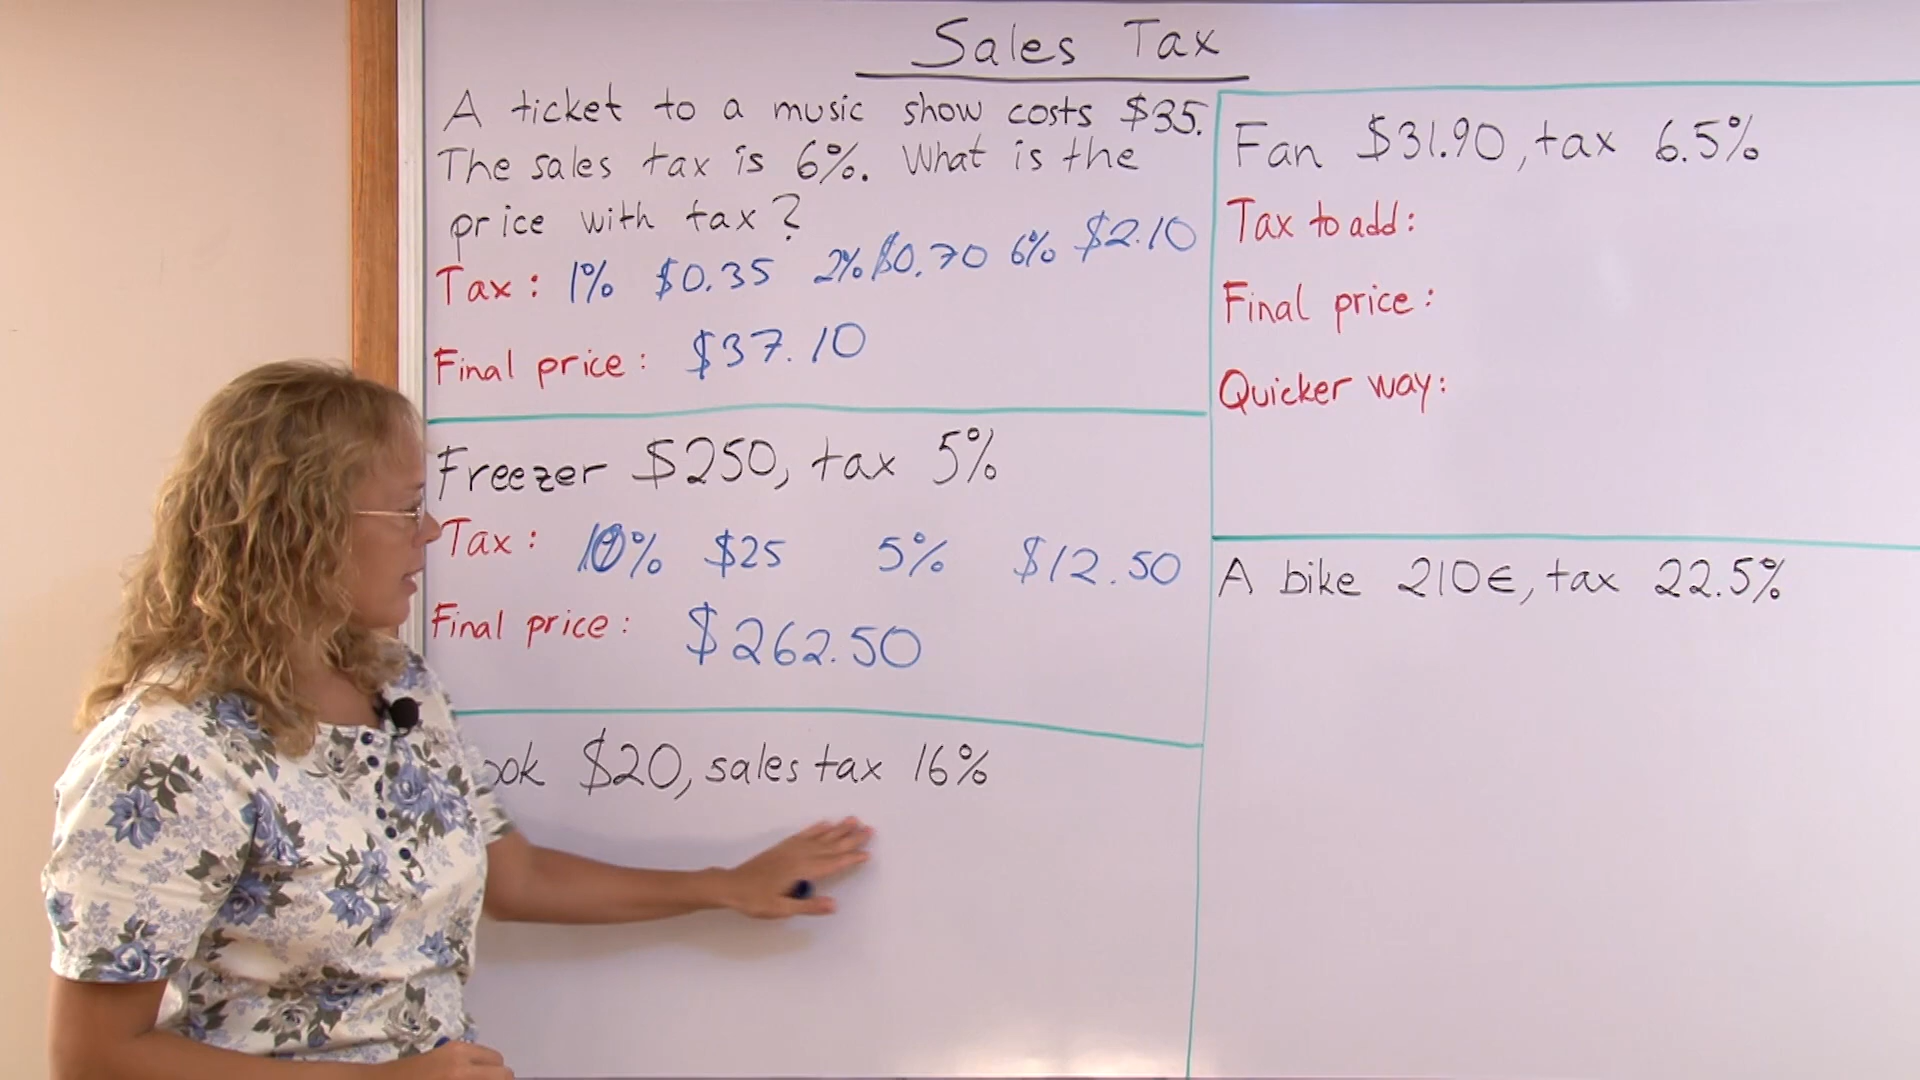 Sales Tax
A ticket to a music show costs $35.
The sales tax is 6%. What is the
price with tax?
Tax: 1% $0.35 2% $0.70 6% $2.10
Final price: $37.10
Freezer $250, tax 5%
Tax: 10% $25 5% $12.50
Final price: $262.50
$20, sales tax 16%
Fan $31.90, tax 6.5%
Tax to add:
Final price:
Quicker way:
A bike 210€, tax 22.5%